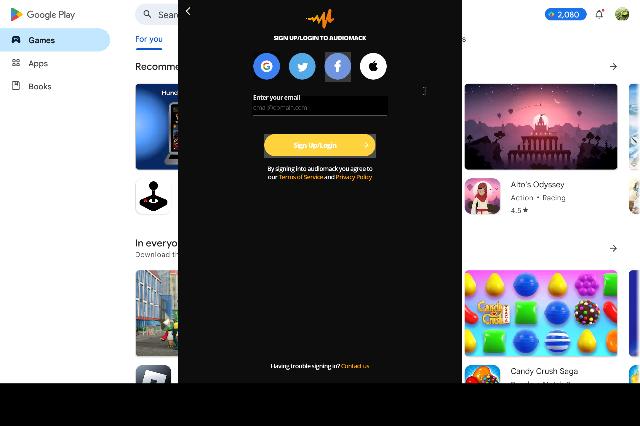 Google Play
Sear
2,080
Games
Apps
Books
For you
s
SIGN UP/LOGIN TO AUDIOMACK
Recomme
Enter your email
email@domain.com
Sign Up/Login
By signing into audiomack you agree to
our Terms of Service and Privacy Policy
Alto's Odyssey
Action • Racing
4.5★
In everyo
Download th
Candy Crush Saga
Candy Crush Saga
Having trouble signing in? Contact us